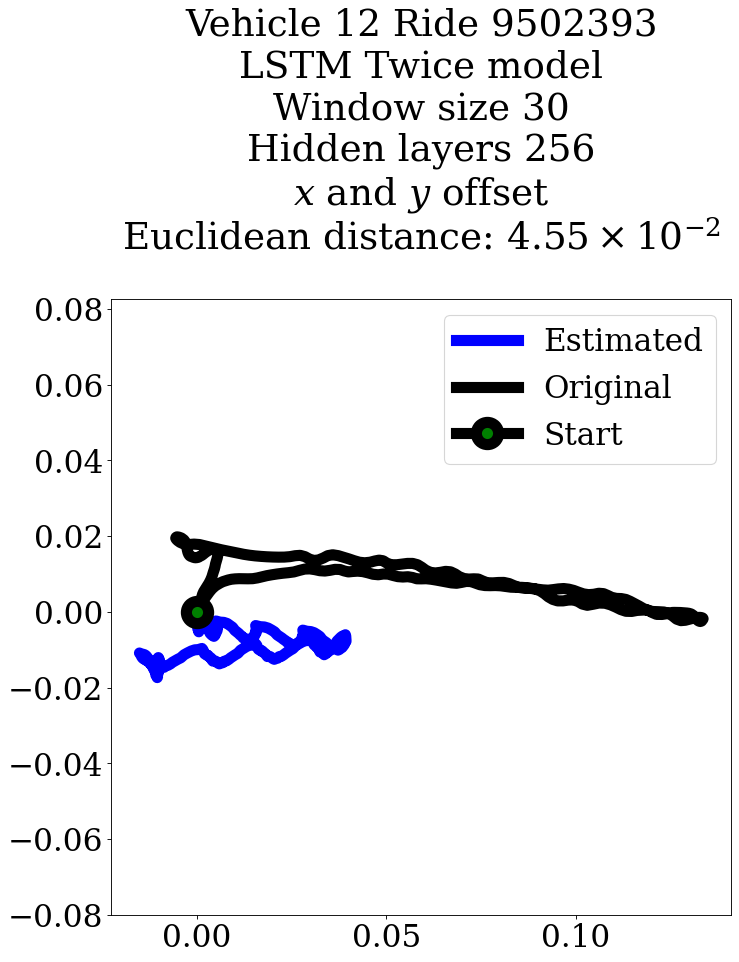 Vehicle 12 Ride 9502393
LSTM Twice model
Window size 30
Hidden layers 256
x and y offset
Euclidean distance: 4.55 × 10⁻²
0.08
0.06
0.04
0.02
0.00
−0.02
−0.04
−0.06
−0.08
Estimated
Original
Start
0.00
0.05
0.10